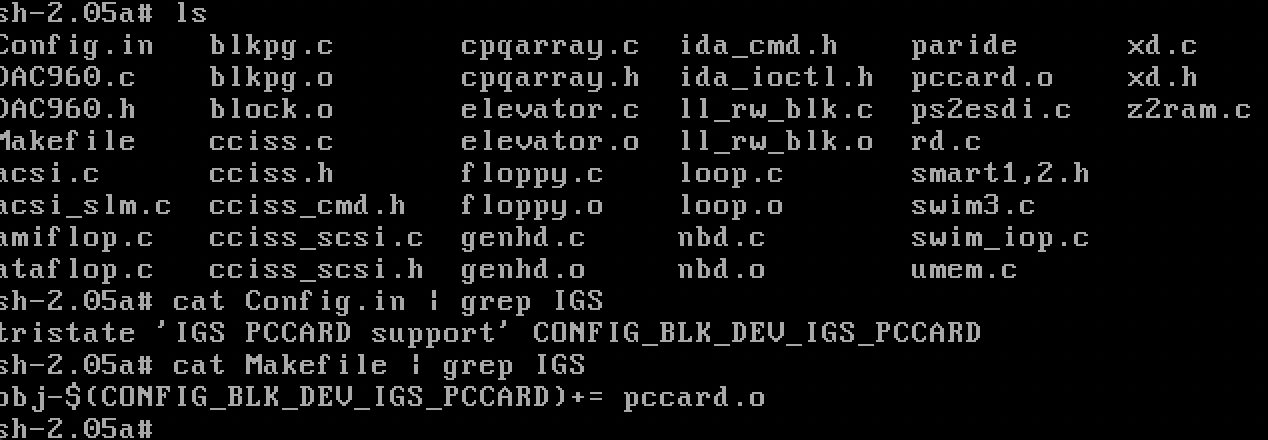 sh-2.05a# ls
Config.in blkpg.c cpqarray.c ida_cmd.h paride xd.c
DAC960.c blkpg.o cpqarray.h ida_ioctl.h pccard.o xd.h
DAC960.h block.o elevator.c ll_rw_blk.c ps2esdi.c z2ram.c
Makefile cciss.c elevator.o ll_rw_blk.o rd.c
acsi.c cciss.h floppy.c loop.c smart1,2.h
acsi_slm.c cciss_cmd.h floppy.o loop.o swim3.c
amiflop.c cciss_scsi.c genhd.c nbd.c swim_iop.c
ataflop.c cciss_scsi.h genhd.o nbd.o umem.c
sh-2.05a# cat Config.in | grep IGS
tristate 'IGS PCCARD support' CONFIG_BLK_DEV_IGS_PCCARD
sh-2.05a# cat Makefile | grep IGS
obj-$(CONFIG_BLK_DEV_IGS_PCCARD)+= pccard.o
sh-2.05a#